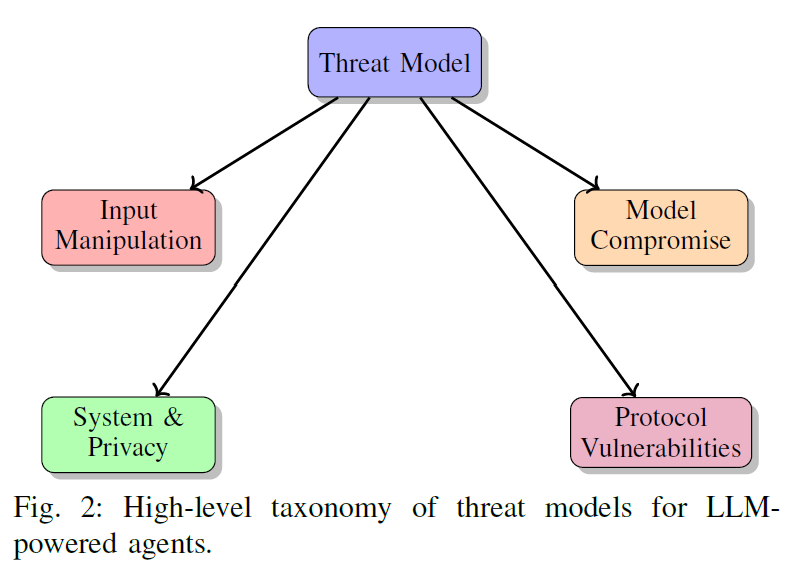 Threat Model
Input
Manipulation
Model
Compromise
System &
Privacy
Protocol
Vulnerabilities
Fig. 2: High-level taxonomy of threat models for LLM-
powered agents.